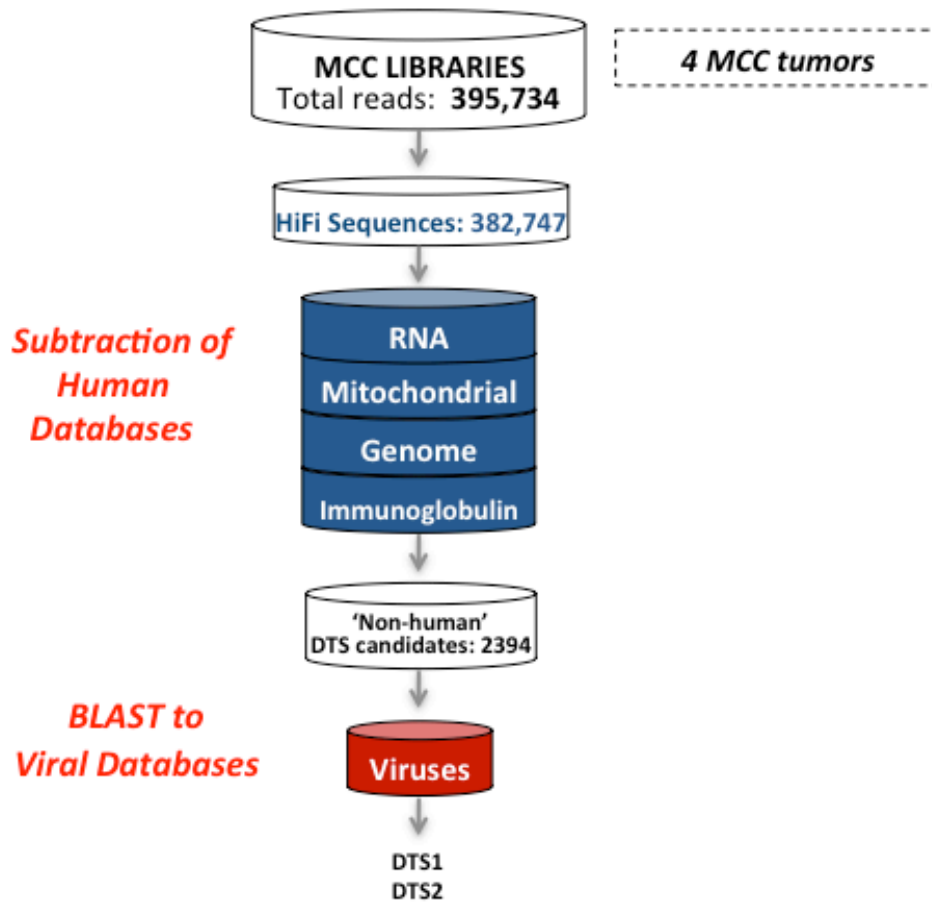 MCC LIBRARIES
Total reads: 395,734
4 MCC tumors
HiFi Sequences: 382,747
Subtraction of
Human
Databases
RNA
Mitochondrial
Genome
Immunoglobulin
‘Non-human’
DTS candidates: 2394
BLAST to
Viral Databases
Viruses
DTS1
DTS2